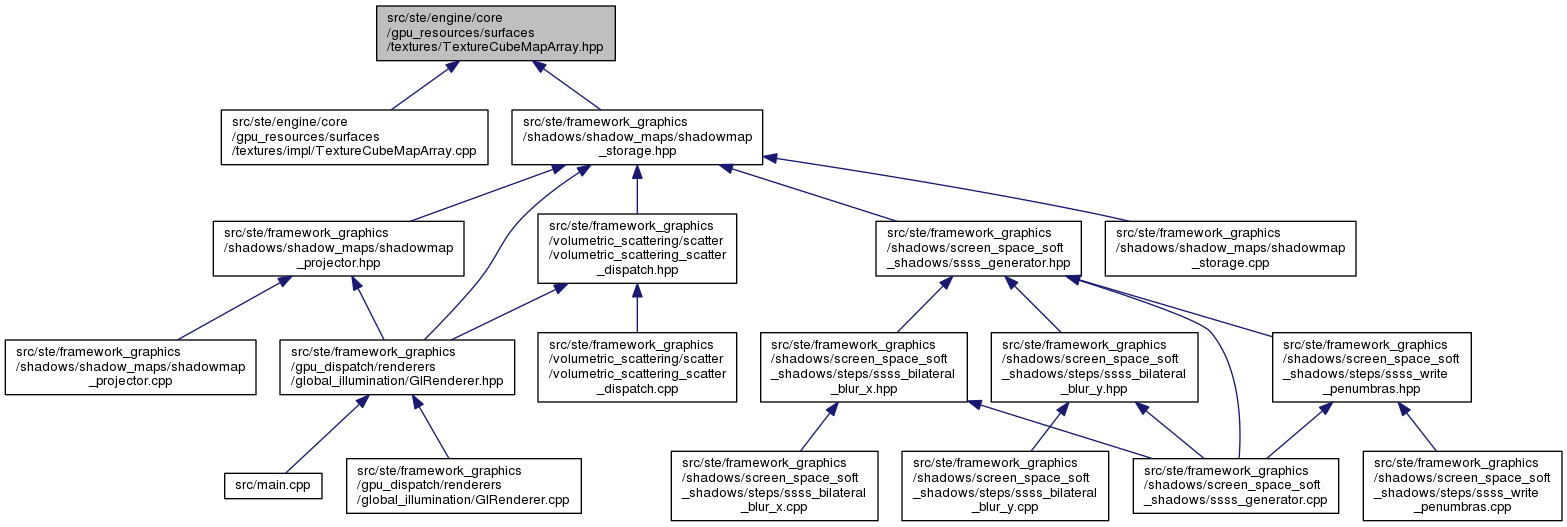 src/ste/engine/core
/gpu_resources/surfaces
/textures/TextureCubeMapArray.hpp
src/ste/engine/core
/gpu_resources/surfaces
/textures/impl/TextureCubeMapArray.cpp
src/ste/framework_graphics
/shadows/shadow_maps/shadowmap
_storage.hpp
src/ste/framework_graphics
/shadows/shadow_maps/shadowmap
_projector.hpp
src/ste/framework_graphics
/volumetric_scattering/scatter
/volumetric_scattering_scatter
_dispatch.hpp
src/ste/framework_graphics
/shadows/screen_space_soft
_shadows/ssss_generator.hpp
src/ste/framework_graphics
/shadows/shadow_maps/shadowmap
_storage.cpp
src/ste/framework_graphics
/shadows/shadow_maps/shadowmap
_projector.cpp
src/ste/framework_graphics
/gpu_dispatch/renderers
/global_illumination/GIRenderer.hpp
src/ste/framework_graphics
/volumetric_scattering/scatter
/volumetric_scattering_scatter
_dispatch.cpp
src/ste/framework_graphics
/shadows/screen_space_soft
_shadows/steps/ssss_bilateral
_blur_x.hpp
src/ste/framework_graphics
/shadows/screen_space_soft
_shadows/steps/ssss_bilateral
_blur_y.hpp
src/ste/framework_graphics
/shadows/screen_space_soft
_shadows/steps/ssss_write
_penumbras.hpp
src/main.cpp
src/ste/framework_graphics
/gpu_dispatch/renderers
/global_illumination/GIRenderer.cpp
src/ste/framework_graphics
/shadows/screen_space_soft
_shadows/steps/ssss_bilateral
_blur_x.cpp
src/ste/framework_graphics
/shadows/screen_space_soft
_shadows/steps/ssss_bilateral
_blur_y.cpp
src/ste/framework_graphics
/shadows/screen_space_soft
_shadows/ssss_generator.cpp
src/ste/framework_graphics
/shadows/screen_space_soft
_shadows/steps/ssss_write
_penumbras.cpp